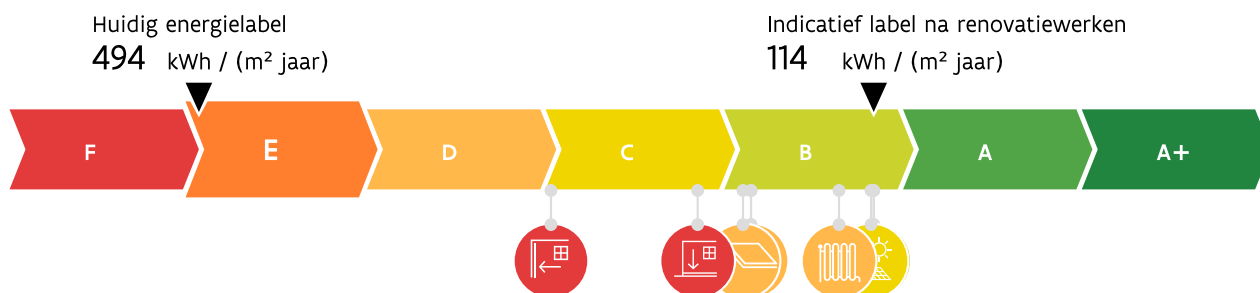 Huidig energielabel
494 kWh / (m² jaar)
Indicatief label na renovatiewerken
114 kWh / (m² jaar)
F E D C B A A+